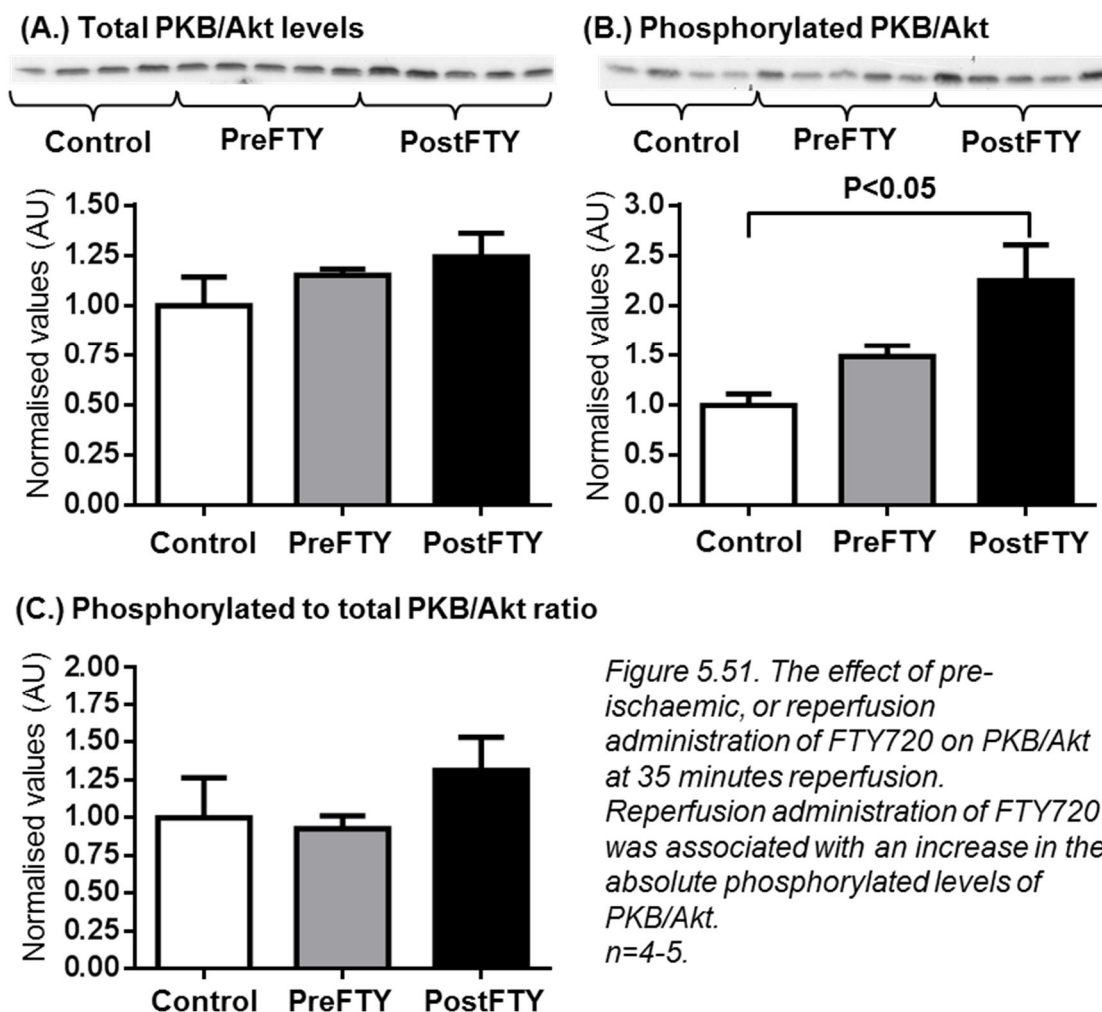 (A.) Total PKB/Akt levels
Control PreFTY PostFTY
Normalised values (AU)
1.50
1.25
1.00
0.75
0.50
0.25
0.00
Control PreFTY PostFTY
(B.) Phosphorylated PKB/Akt
Control PreFTY PostFTY
P<0.05
Normalised values (AU)
3.0
2.5
2.0
1.5
1.0
0.5
0.0
Control PreFTY PostFTY
(C.) Phosphorylated to total PKB/Akt ratio
Normalised values (AU)
2.00
1.75
1.50
1.25
1.00
0.75
0.50
0.25
0.00
Control PreFTY PostFTY
Figure 5.51. The effect of pre-
ischaemic, or reperfusion
administration of FTY720 on PKB/Akt
at 35 minutes reperfusion.
Reperfusion administration of FTY720
was associated with an increase in the
absolute phosphorylated levels of
PKB/Akt.
n=4-5.